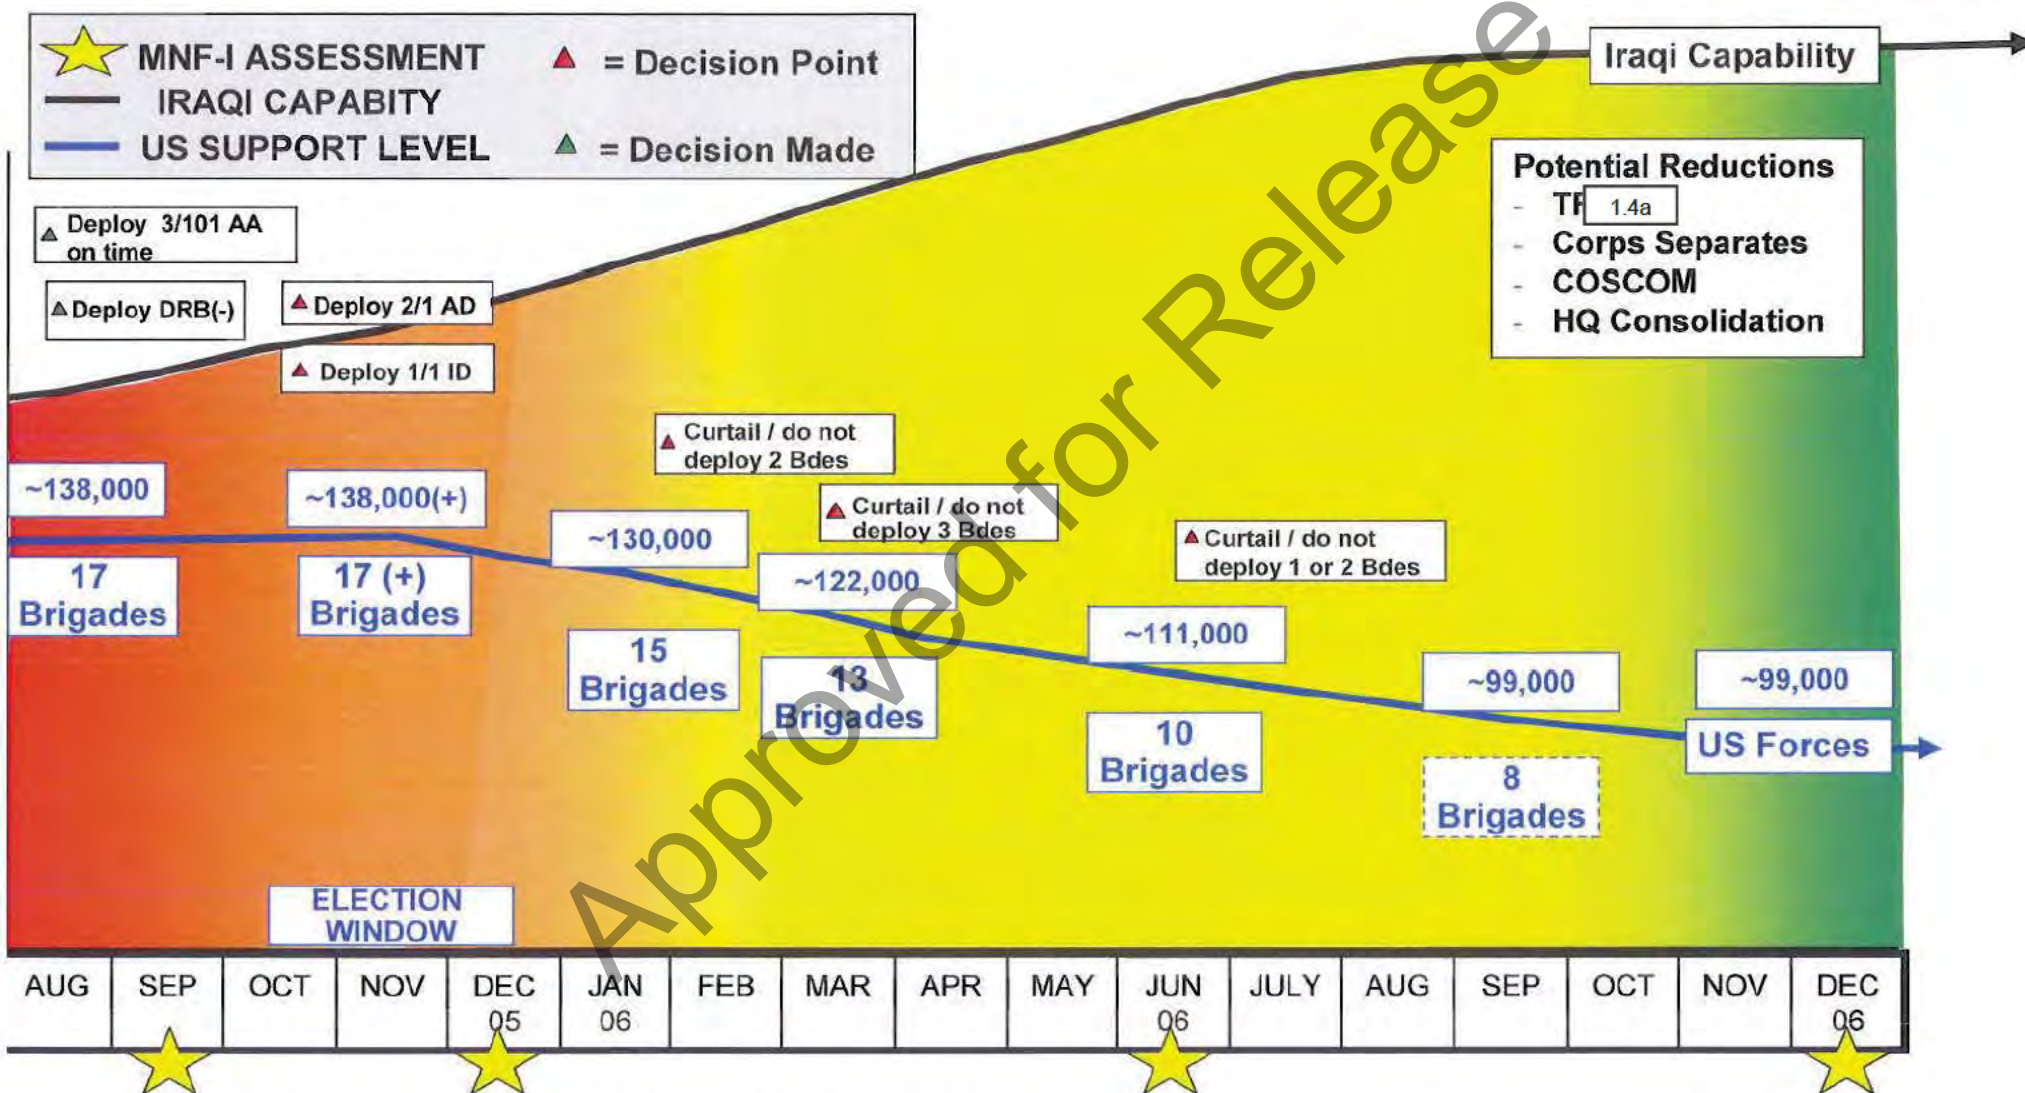 MNF-I ASSESSMENT
IRAQI CAPABITY
US SUPPORT LEVEL
= Decision Point
= Decision Made
Iraqi Capability
Potential Reductions
- TF 1.4a
- Corps Separates
- COSCOM
- HQ Consolidation
Deploy 3/101 AA
on time
Deploy DRB(-)
Deploy 2/1 AD
Deploy 1/1 ID
Curtail / do not
deploy 2 Bdes
Curtail / do not
deploy 3 Bdes
Curtail / do not
deploy 1 or 2 Bdes
~138,000
~138,000(+)
~130,000
~122,000
~111,000
~99,000
~99,000
17
Brigades
17 (+)
Brigades
15
Brigades
13
Brigades
10
Brigades
8
Brigades
US Forces
ELECTION
WINDOW
Approved for Release
AUG SEP OCT NOV DEC JAN FEB MAR APR MAY JUN JULY AUG SEP OCT NOV DEC
05 06 06 06